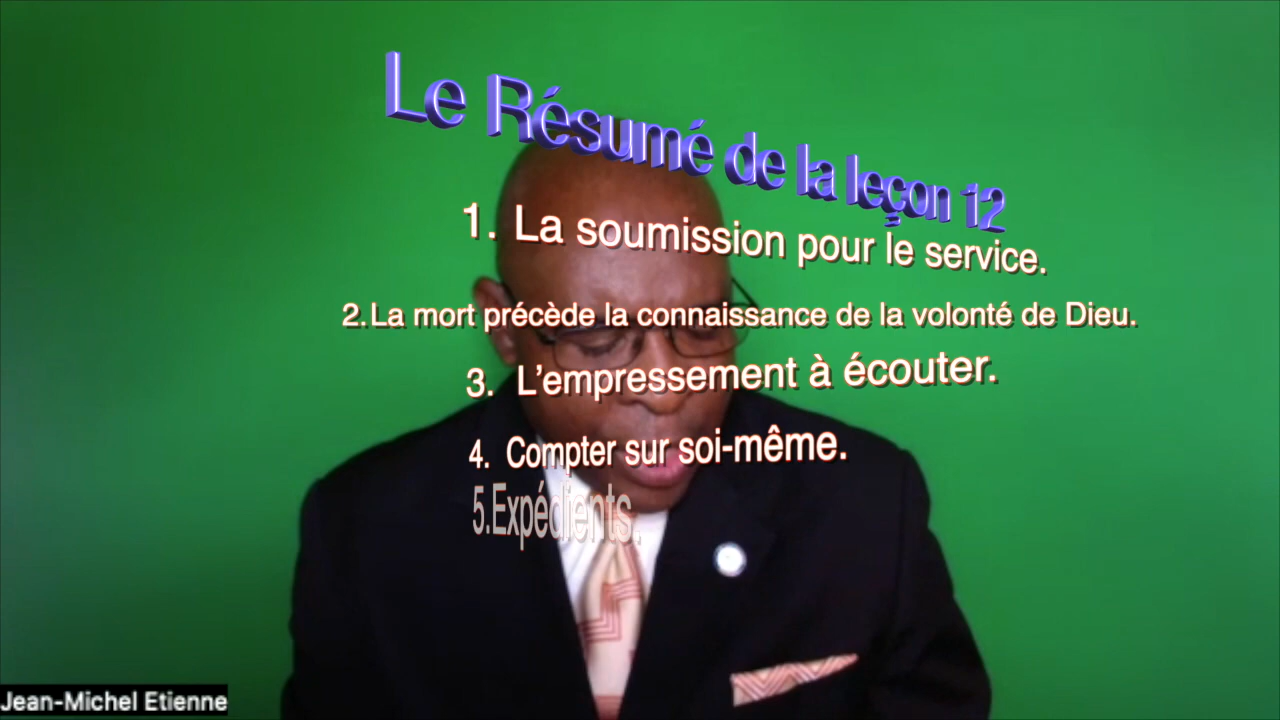 Le Résumé de la leçon 12
1. La soumission pour le service.
2. La mort précède la connaissance de la volonté de Dieu.
3. L’empressement à écouter.
4. Compter sur soi-même.
5. Expédients.
Jean-Michel Etienne